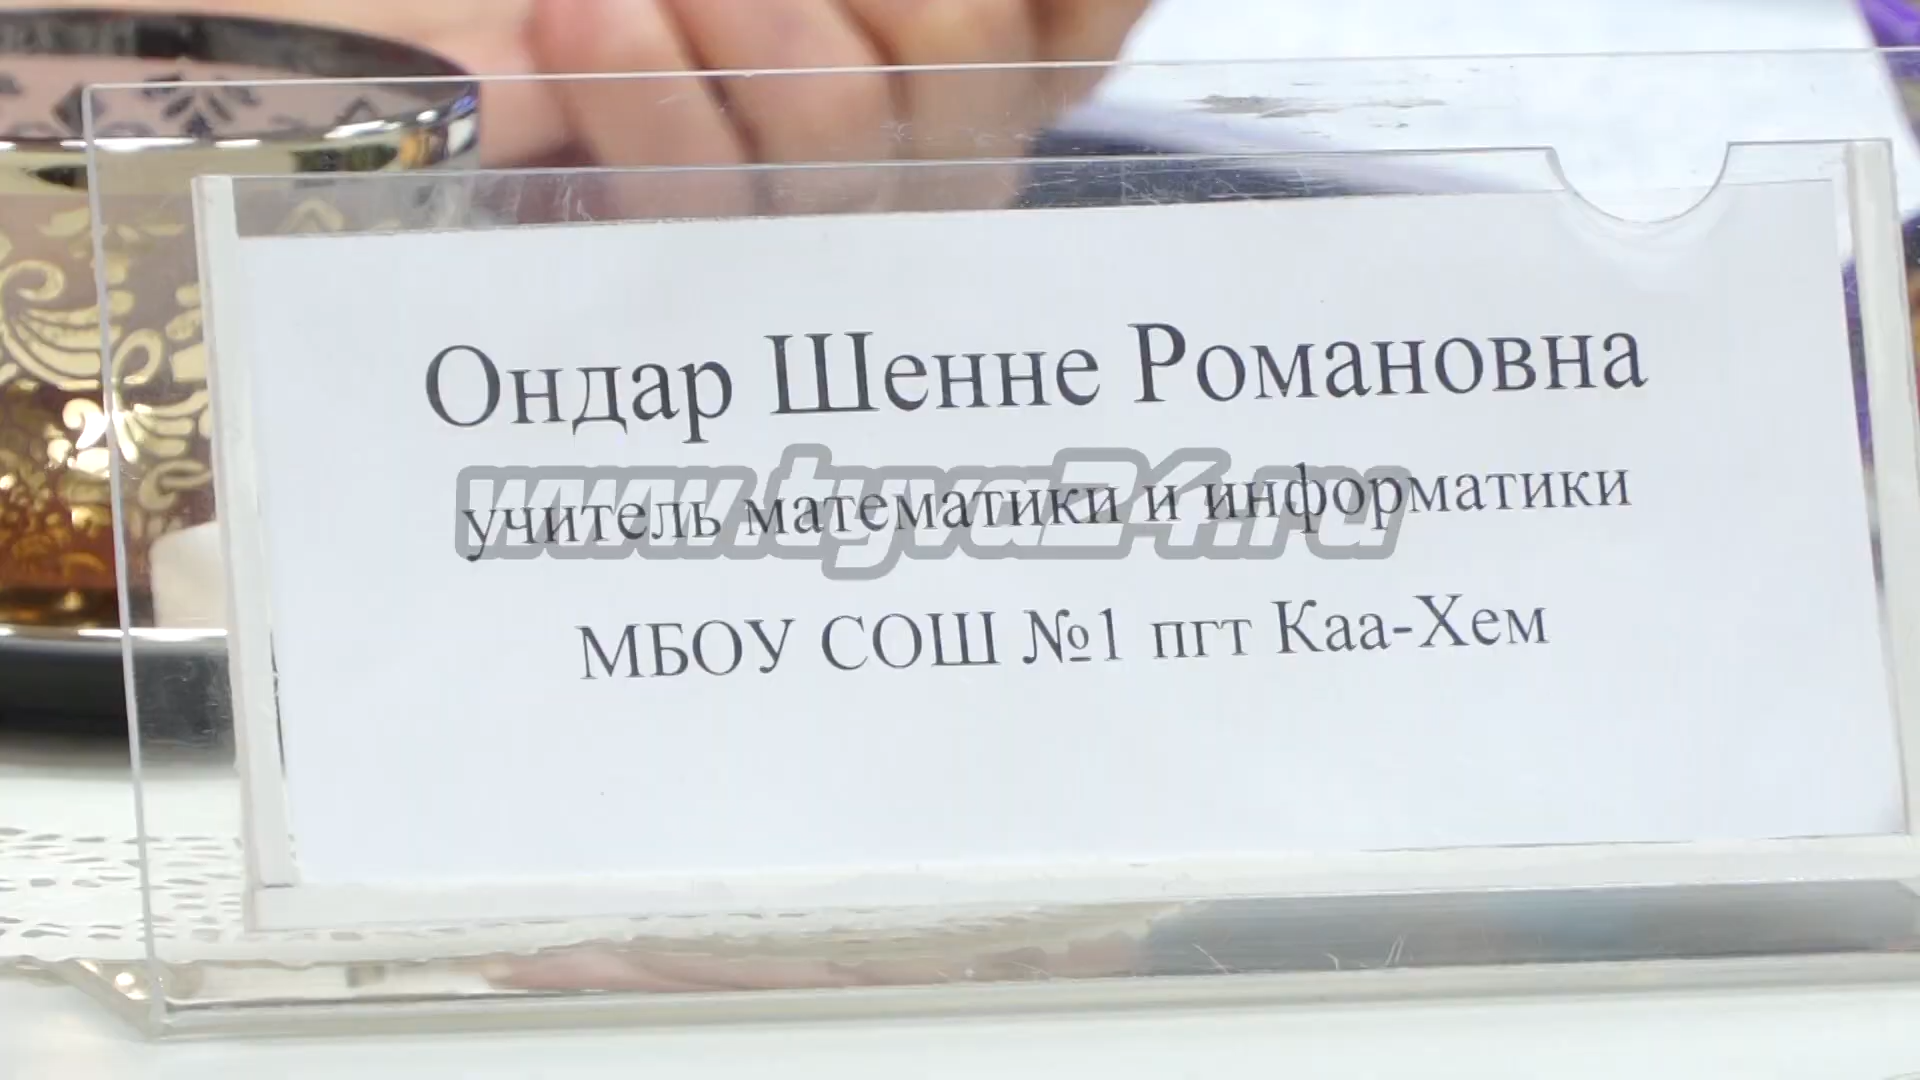 Ондар Шенне Романовна
учитель математики и информатики
www.tyva24.ru
МБОУ СОШ №1 пгт Каа-Хем